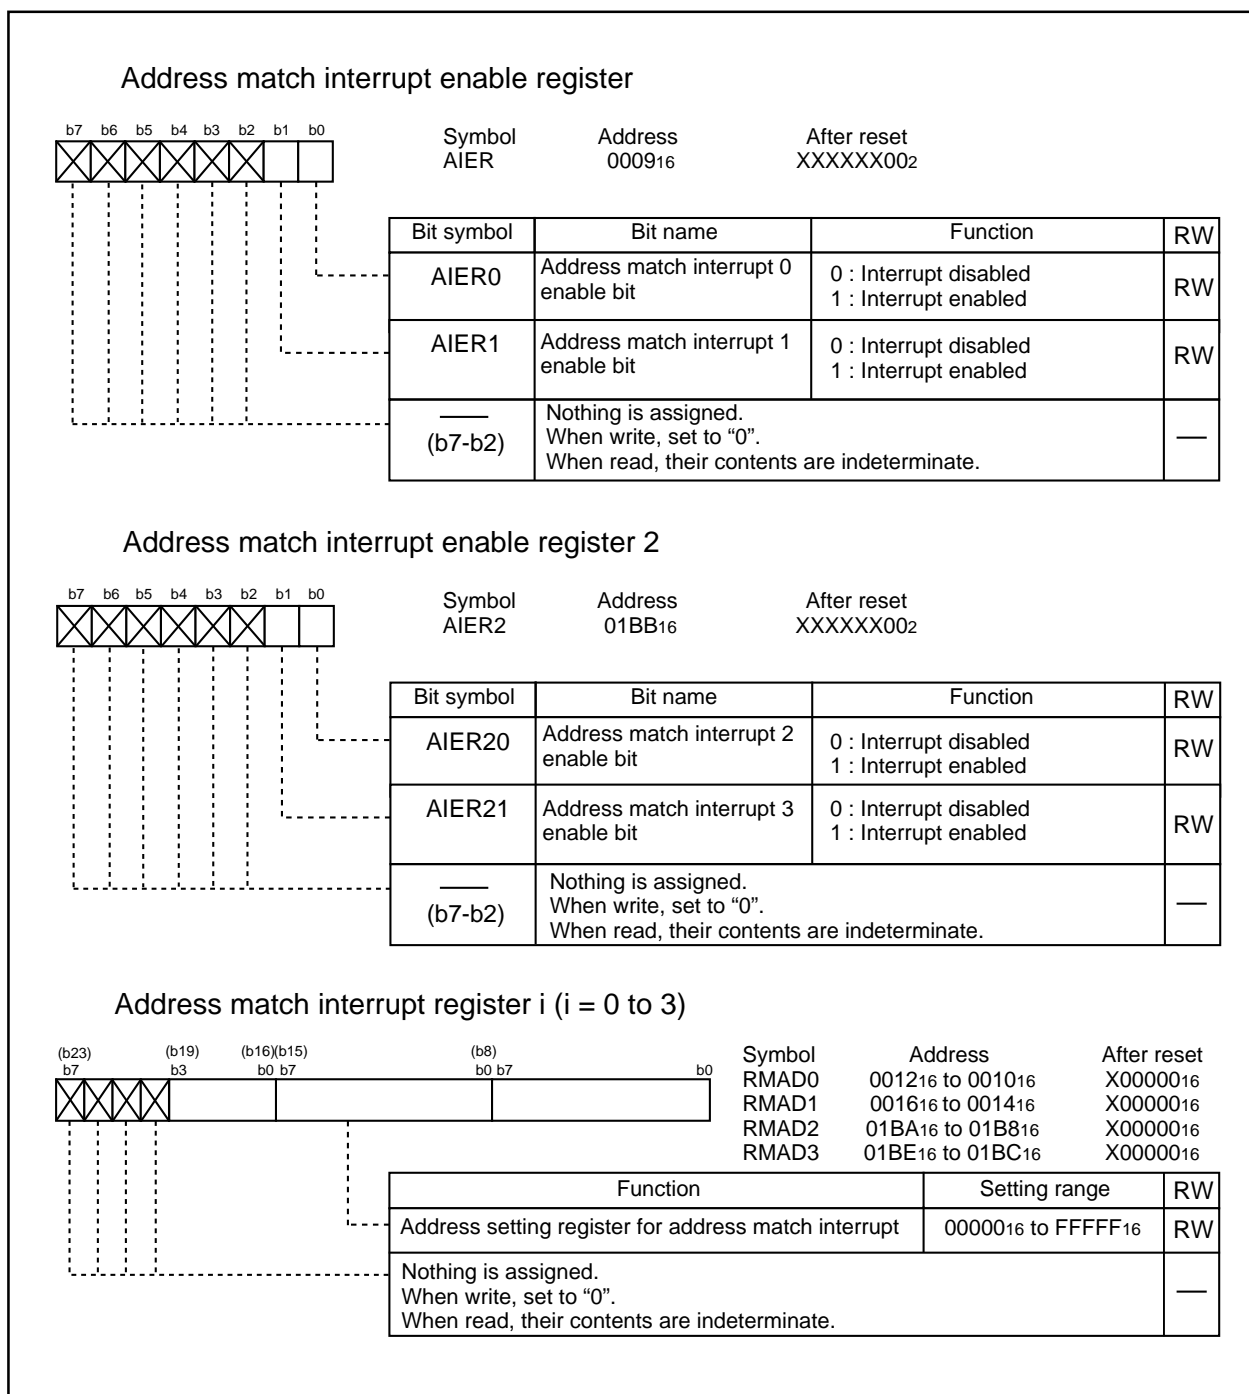 Address match interrupt enable register
b7 b6 b5 b4 b3 b2 b1 b0
Symbol Address After reset
AIER 000916 XXXXXX002
Bit symbol Bit name Function RW
AIER0 Address match interrupt 0 enable bit 0 : Interrupt disabled 1 : Interrupt enabled RW
AIER1 Address match interrupt 1 enable bit 0 : Interrupt disabled 1 : Interrupt enabled RW
—— (b7-b2) Nothing is assigned. —
When write, set to “0”.
When read, their contents are indeterminate.
Address match interrupt enable register 2
b7 b6 b5 b4 b3 b2 b1 b0
Symbol Address After reset
AIER2 01BB16 XXXXXX002
Bit symbol Bit name Function RW
AIER20 Address match interrupt 2 enable bit 0 : Interrupt disabled 1 : Interrupt enabled RW
AIER21 Address match interrupt 3 enable bit 0 : Interrupt disabled 1 : Interrupt enabled RW
—— (b7-b2) Nothing is assigned. —
When write, set to “0”.
When read, their contents are indeterminate.
Address match interrupt register i (i = 0 to 3)
(b23) (b19) (b16)(b15) (b8)
b7 b3 b0 b7 b0 b7 b0
Symbol Address After reset
RMAD0 001216 to 001016 X0000016
RMAD1 001616 to 001416 X0000016
RMAD2 01BA16 to 01B816 X0000016
RMAD3 01BE16 to 01BC16 X0000016
Function Setting range RW
Address setting register for address match interrupt 0000016 to FFFFF16 RW
Nothing is assigned. —
When write, set to “0”.
When read, their contents are indeterminate.